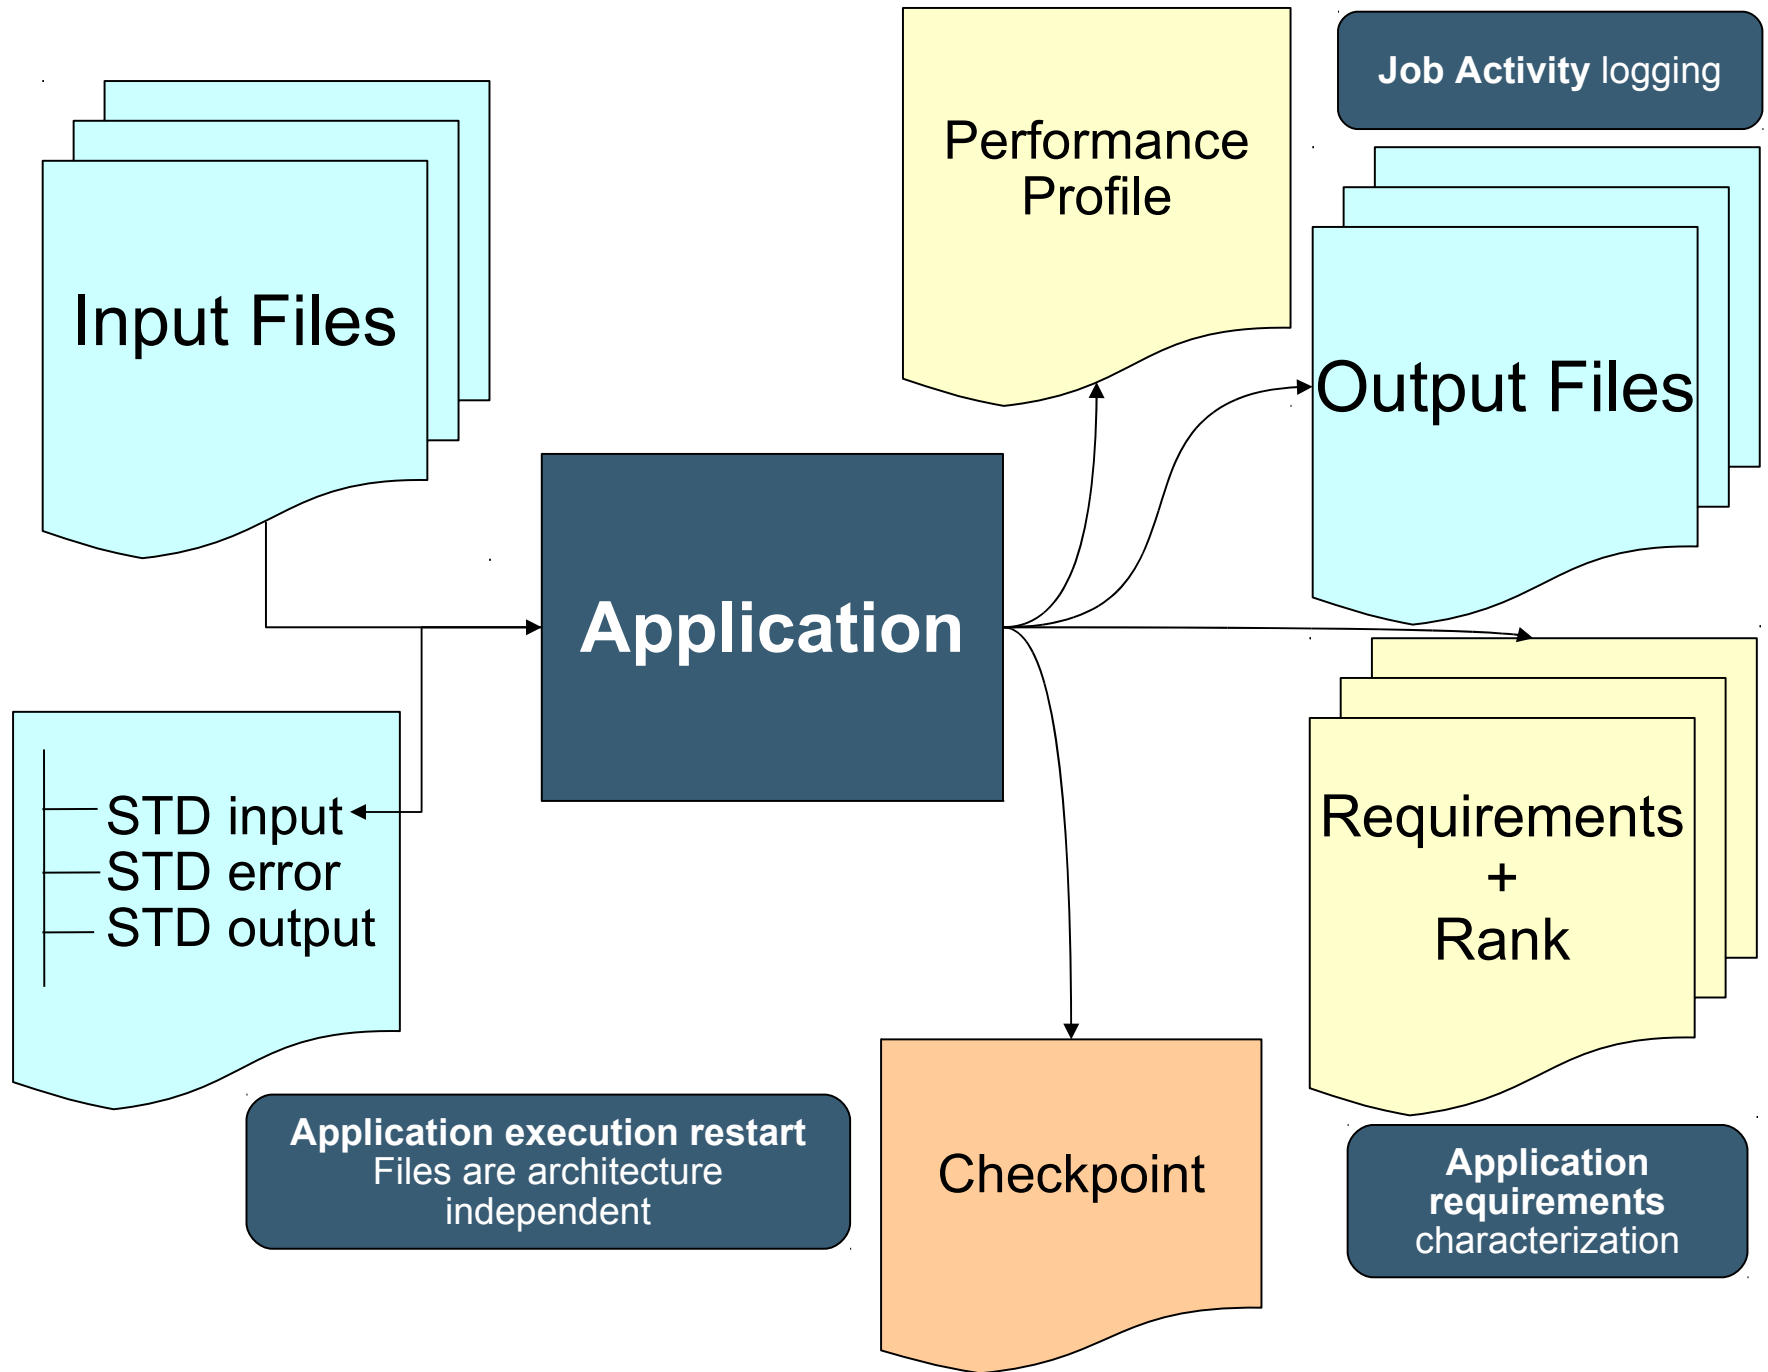 Job Activity logging
Performance
Profile
Input Files
Output Files
Application
STD input
STD error
STD output
Requirements
+
Rank
Application execution restart
Files are architecture
independent
Checkpoint
Application
requirements
characterization